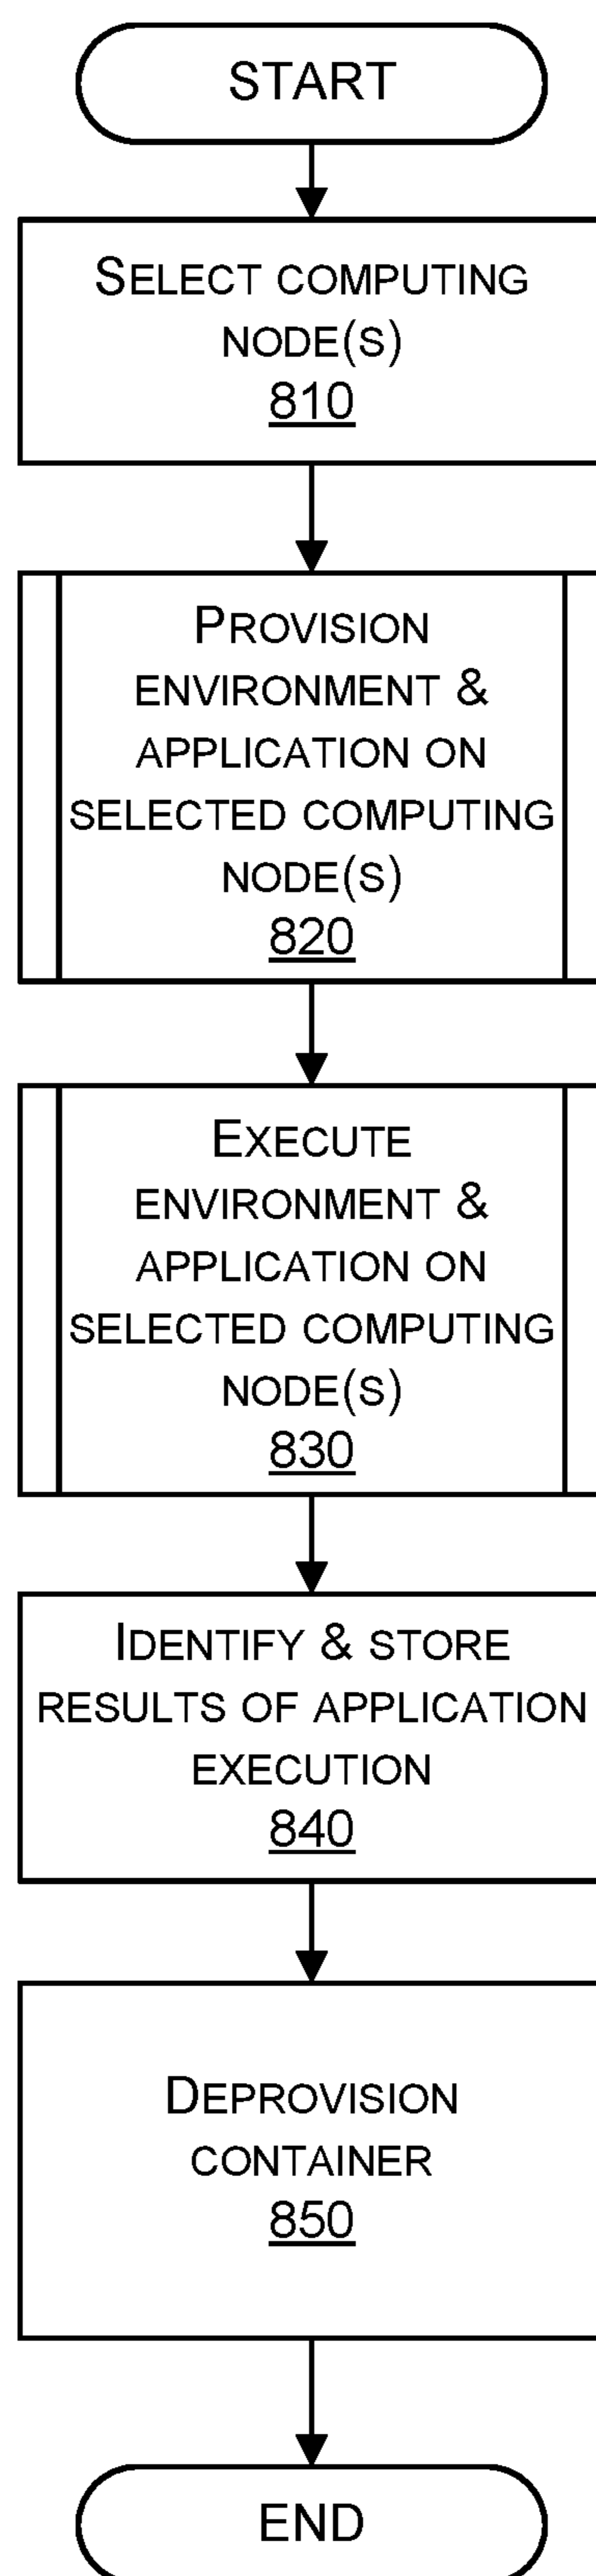 START
SELECT COMPUTING
NODE(S)
810
PROVISION
ENVIRONMENT &
APPLICATION ON
SELECTED COMPUTING
NODE(S)
820
EXECUTE
ENVIRONMENT &
APPLICATION ON
SELECTED COMPUTING
NODE(S)
830
IDENTIFY & STORE
RESULTS OF APPLICATION
EXECUTION
840
DEPROVISION
CONTAINER
850
END